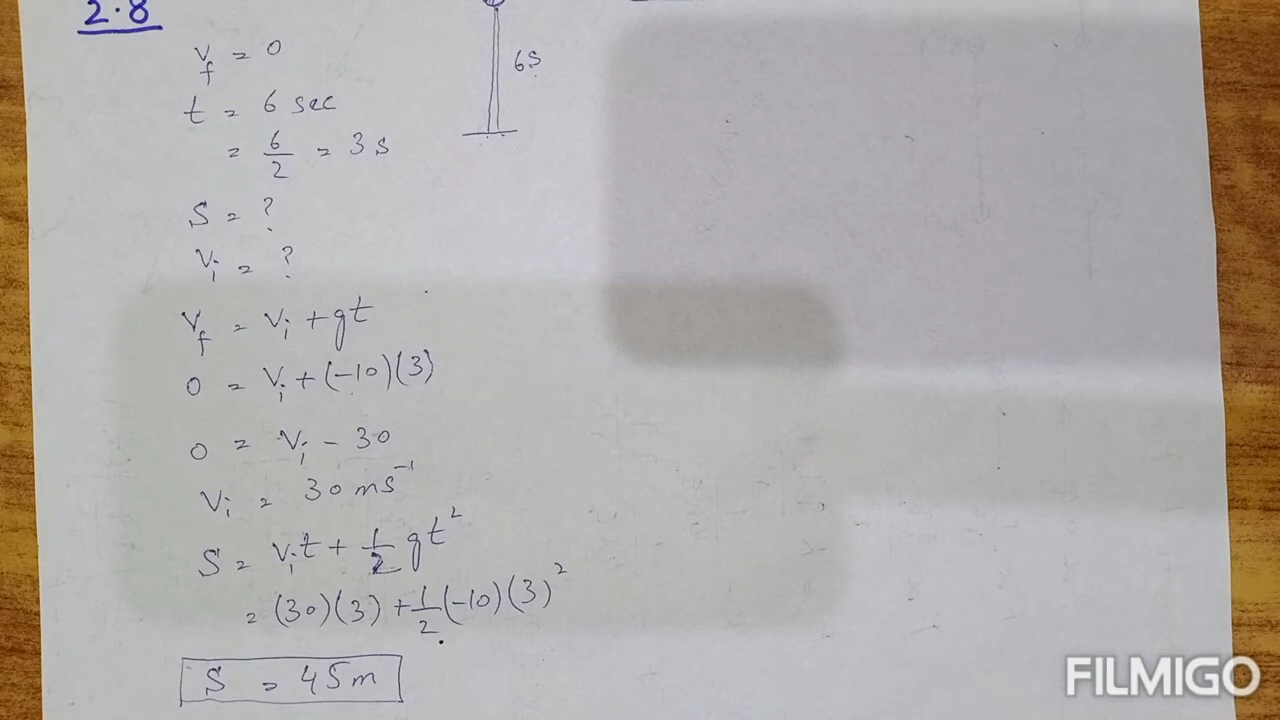 2.8
6s
Vf = 0
t = 6 sec
= 6/2 = 3 s
S = ?
Vi = ?
Vf = Vi + gt
0 = Vi + (-10)(3)
0 = Vi - 30
Vi = 30 ms⁻¹
S = Vit + 1/2 gt²
= (30)(3) + 1/2 (-10)(3)²
S = 45m
FILMIGO